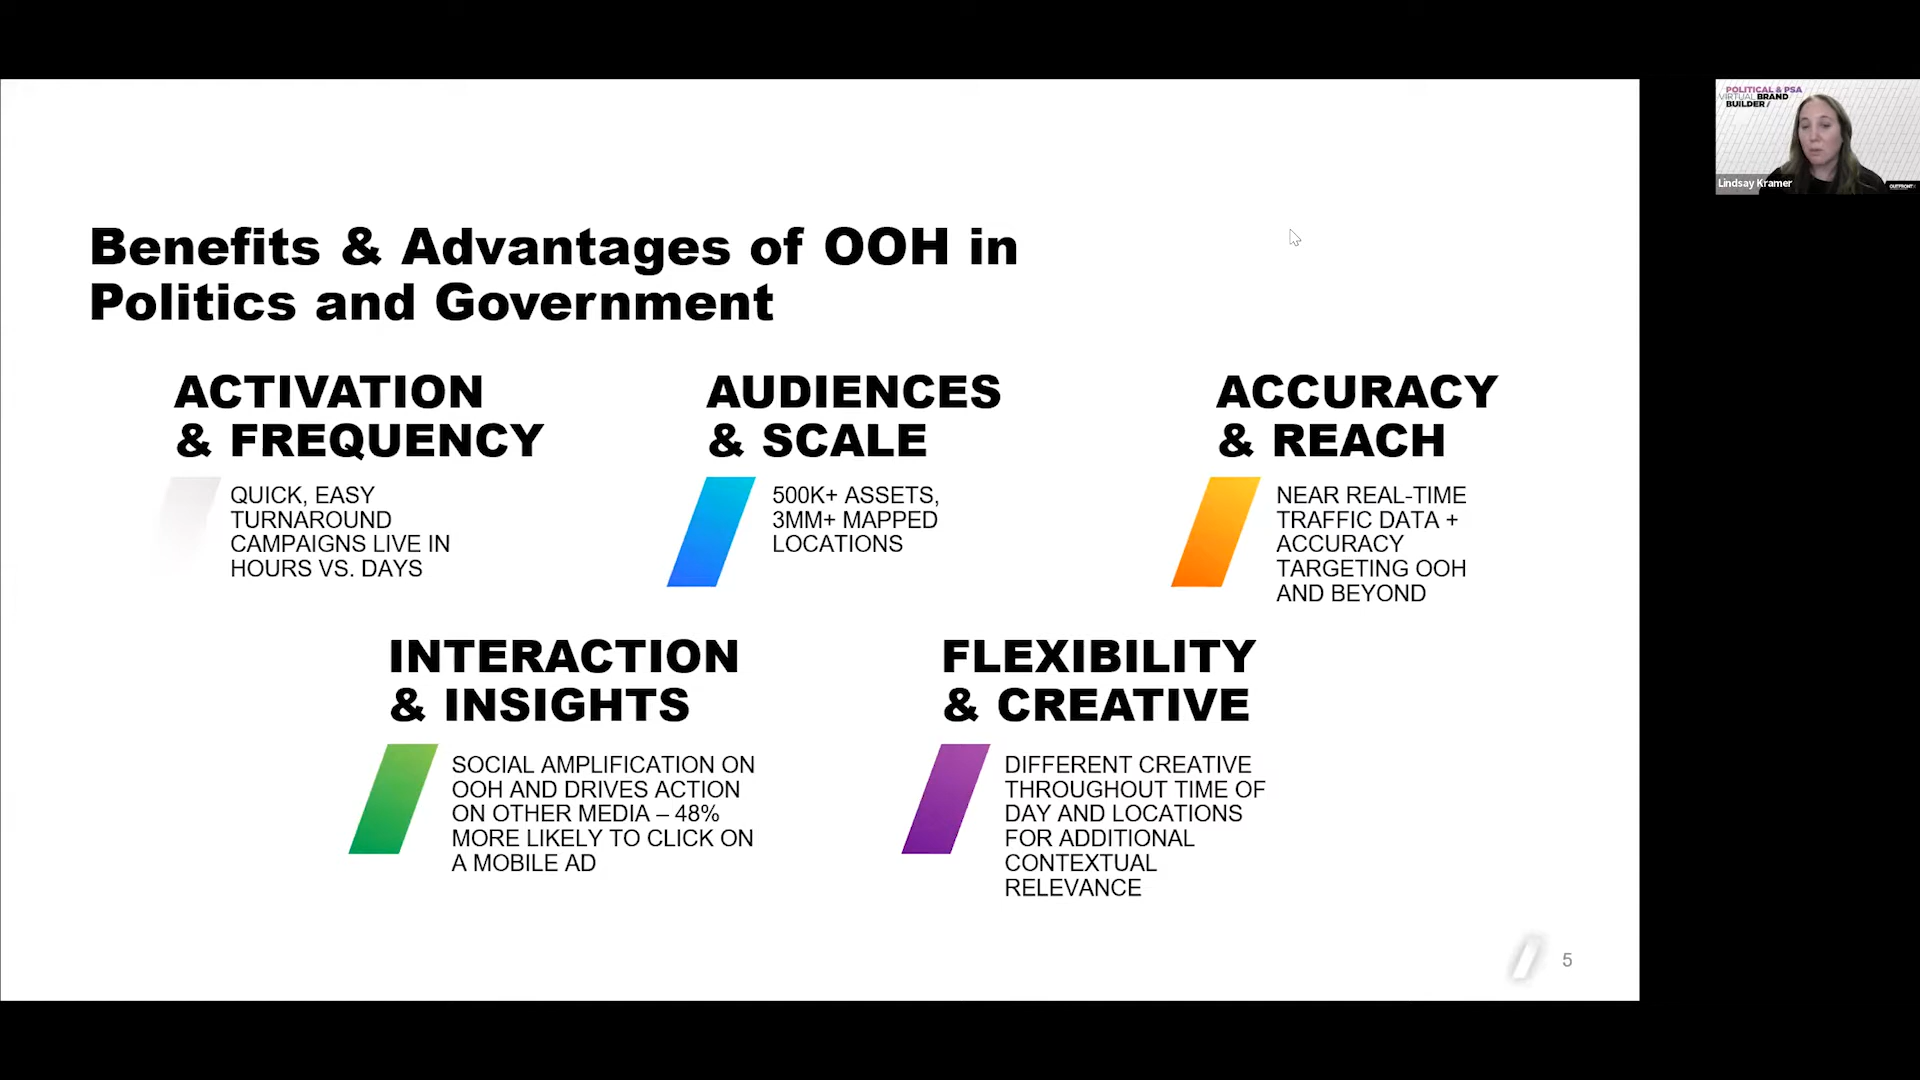 Benefits & Advantages of OOH in
Politics and Government
ACTIVATION
& FREQUENCY
QUICK, EASY
TURNAROUND
CAMPAIGNS LIVE IN
HOURS VS. DAYS
AUDIENCES
& SCALE
500K+ ASSETS,
3MM+ MAPPED
LOCATIONS
ACCURACY
& REACH
NEAR REAL-TIME
TRAFFIC DATA +
ACCURACY
TARGETING OOH
AND BEYOND
INTERACTION
& INSIGHTS
SOCIAL AMPLIFICATION ON
OOH AND DRIVES ACTION
ON OTHER MEDIA – 48%
MORE LIKELY TO CLICK ON
A MOBILE AD
FLEXIBILITY
& CREATIVE
DIFFERENT CREATIVE
THROUGHOUT TIME OF
DAY AND LOCATIONS
FOR ADDITIONAL
CONTEXTUAL
RELEVANCE
5
POLITICAL & PSA
VIRTUAL BRAND
BUILDER /
Lindsay Kramer
OUTFRONT